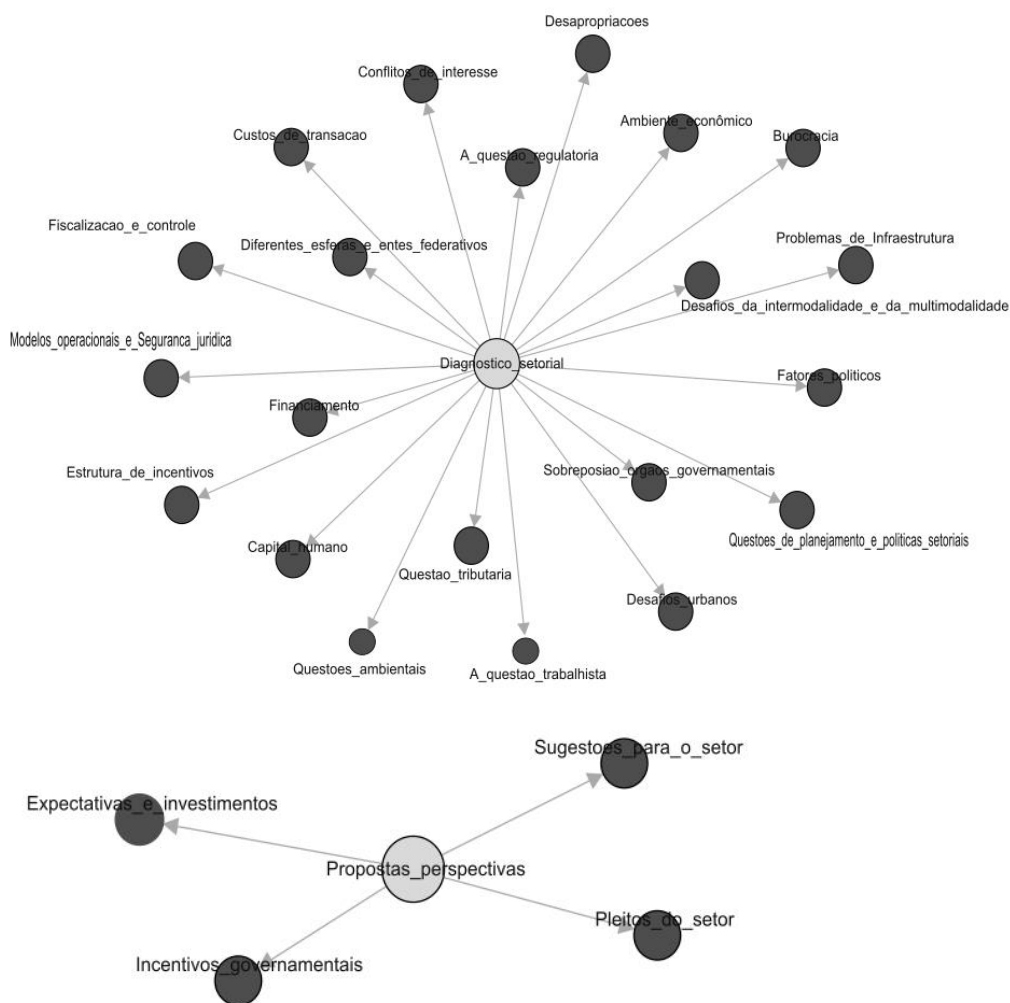 Desapropriacoes
Conflitos_de_interesse
Ambiente_econômico
Custos_de_transacao
Burocracia
A_questao_regulatoria
Fiscalizacao_e_controle
Diferentes_esferas_e_entes_federativos
Problemas_de_Infraestrutura
Desafios_da_intermodalidade_e_da_multimodalidade
Modelos_operacionais_e_Seguranca_juridica
Diagnostico_setorial
Fatores_politicos
Financiamento
Estrutura_de_incentivos
Sobreposiao_orgaos_governamentais
Questoes_de_planejamento_e_politicas_setoriais
Capital_humano
Questao_tributaria
Desafios_urbanos
Questoes_ambientais
A_questao_trabalhista
Sugestoes_para_o_setor
Expectativas_e_investimentos
Propostas_perspectivas
Pleitos_do_setor
Incentivos_governamentais